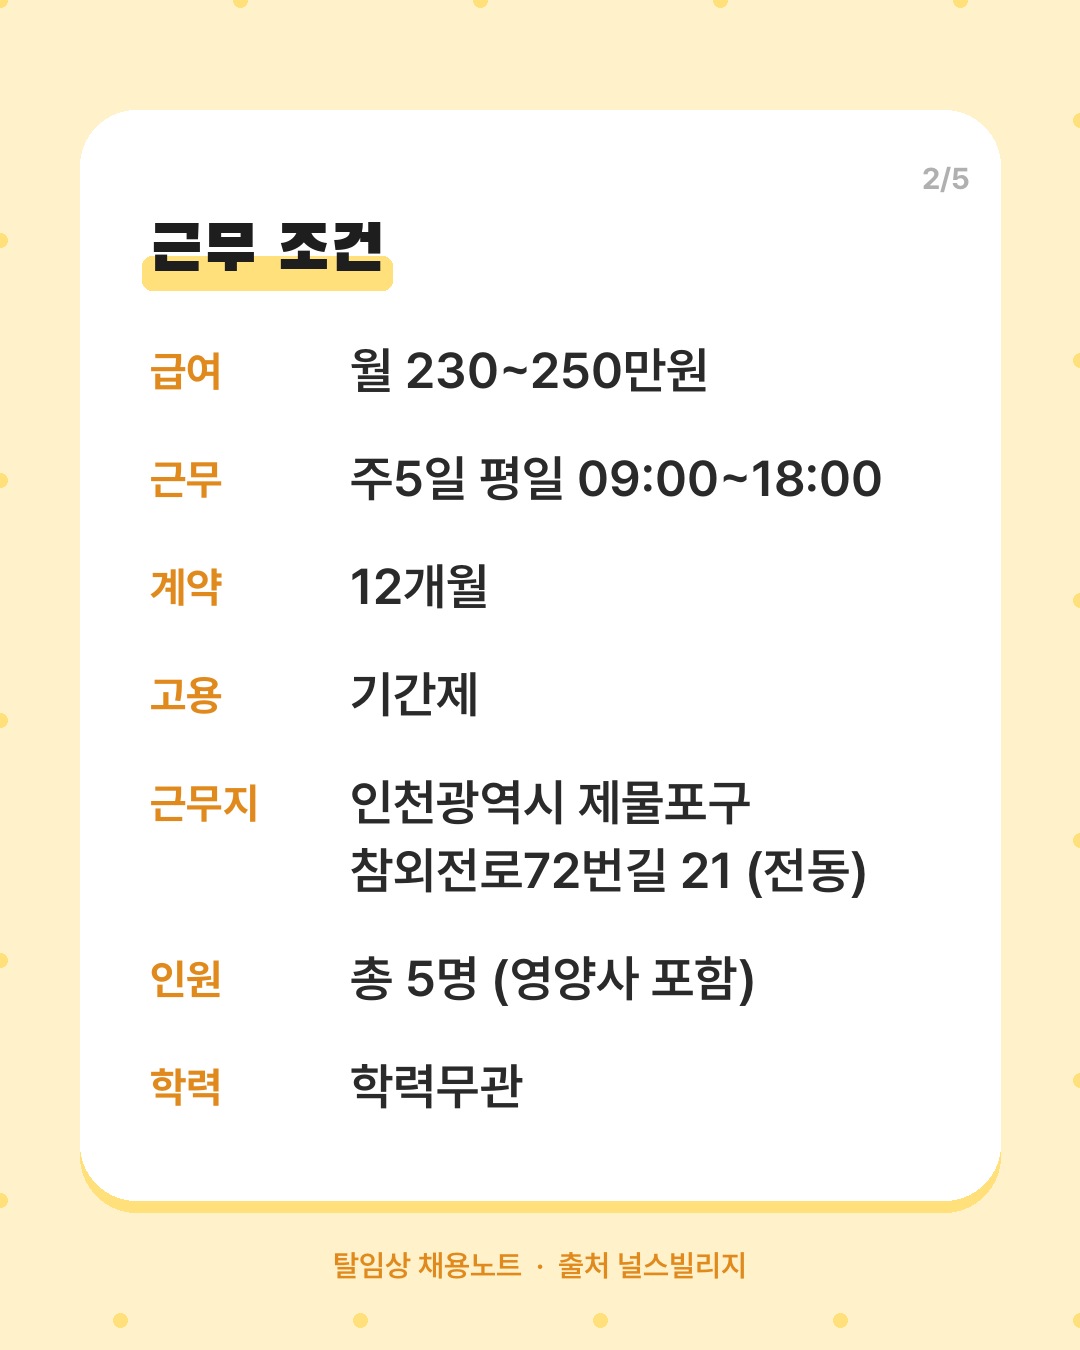 2/5
근무 조건
급여 월 230~250만원
근무 주5일 평일 09:00~18:00
계약 12개월
고용 기간제
근무지 인천광역시 제물포구
참외전로72번길 21 (전동)
인원 총 5명 (영양사 포함)
학력 학력무관
탈임상 채용노트 · 출처 널스빌리지